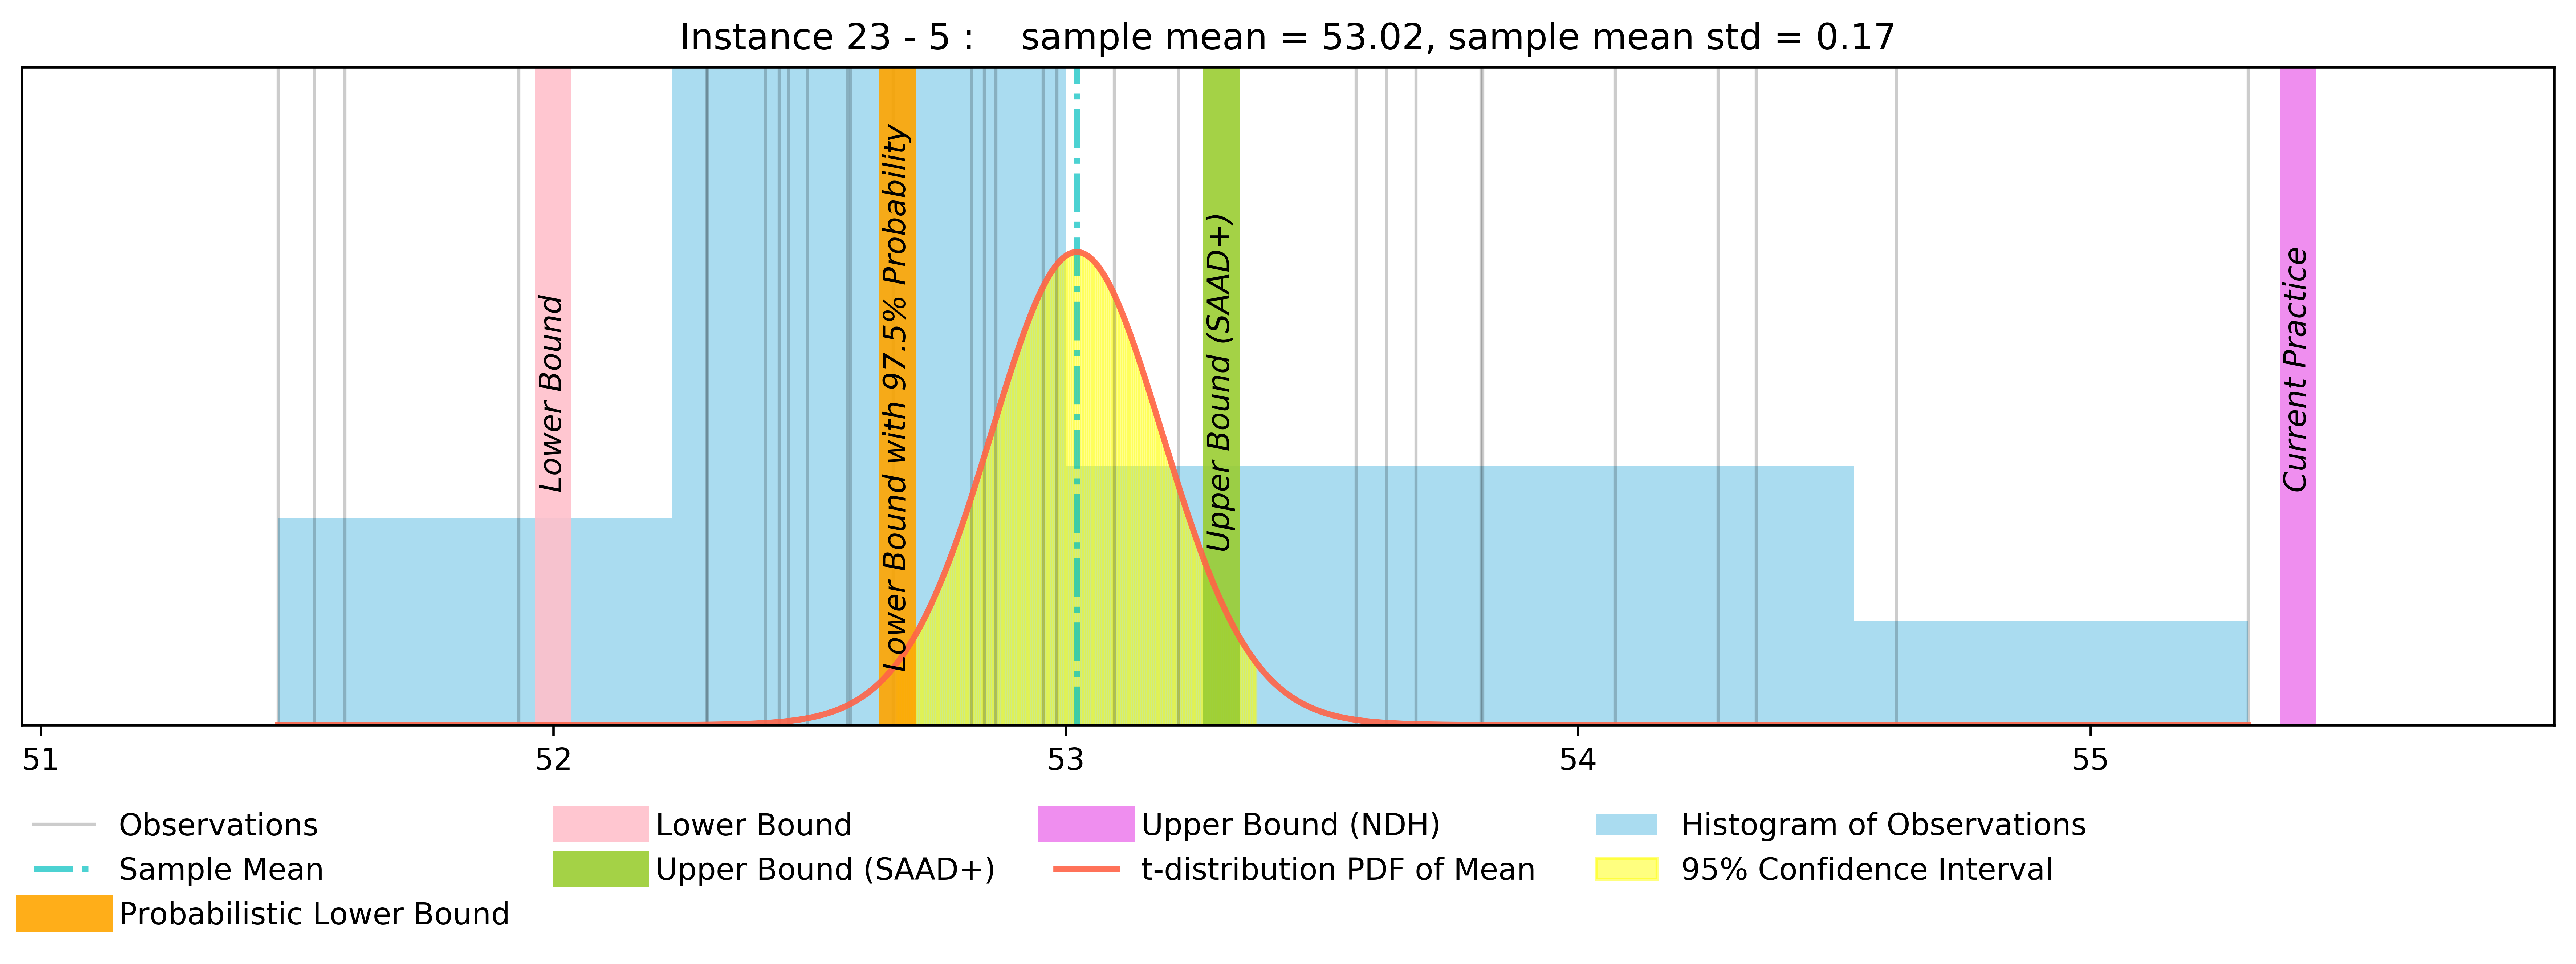 Instance 23 - 5 :    sample mean = 53.02, sample mean std = 0.17
Lower Bound
Lower Bound with 97.5% Probability
Upper Bound (SAAD+)
Current Practice
51 52 53 54 55
Observations
Sample Mean
Probabilistic Lower Bound
Lower Bound
Upper Bound (SAAD+)
Upper Bound (NDH)
t-distribution PDF of Mean
Histogram of Observations
95% Confidence Interval